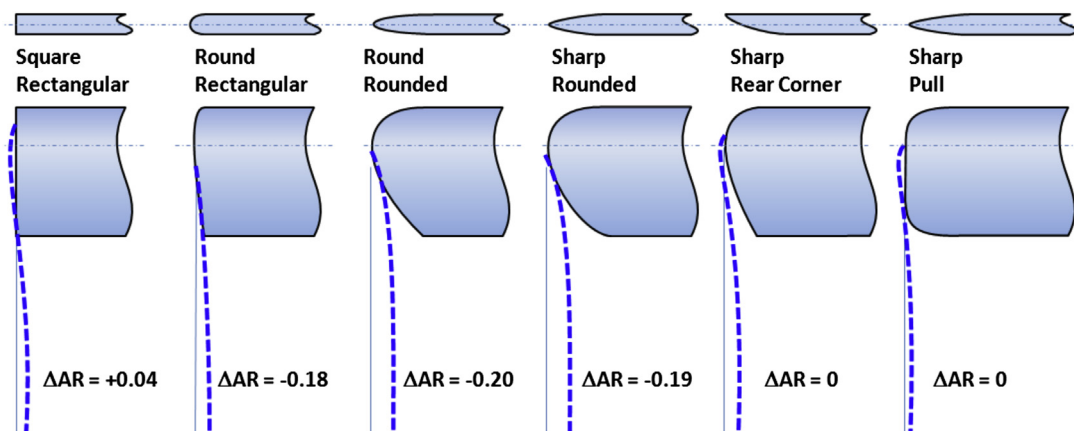 Square
Rectangular
Round
Rectangular
Round
Rounded
Sharp
Rounded
Sharp
Rear Corner
Sharp
Pull
ΔAR = +0.04
ΔAR = -0.18
ΔAR = -0.20
ΔAR = -0.19
ΔAR = 0
ΔAR = 0